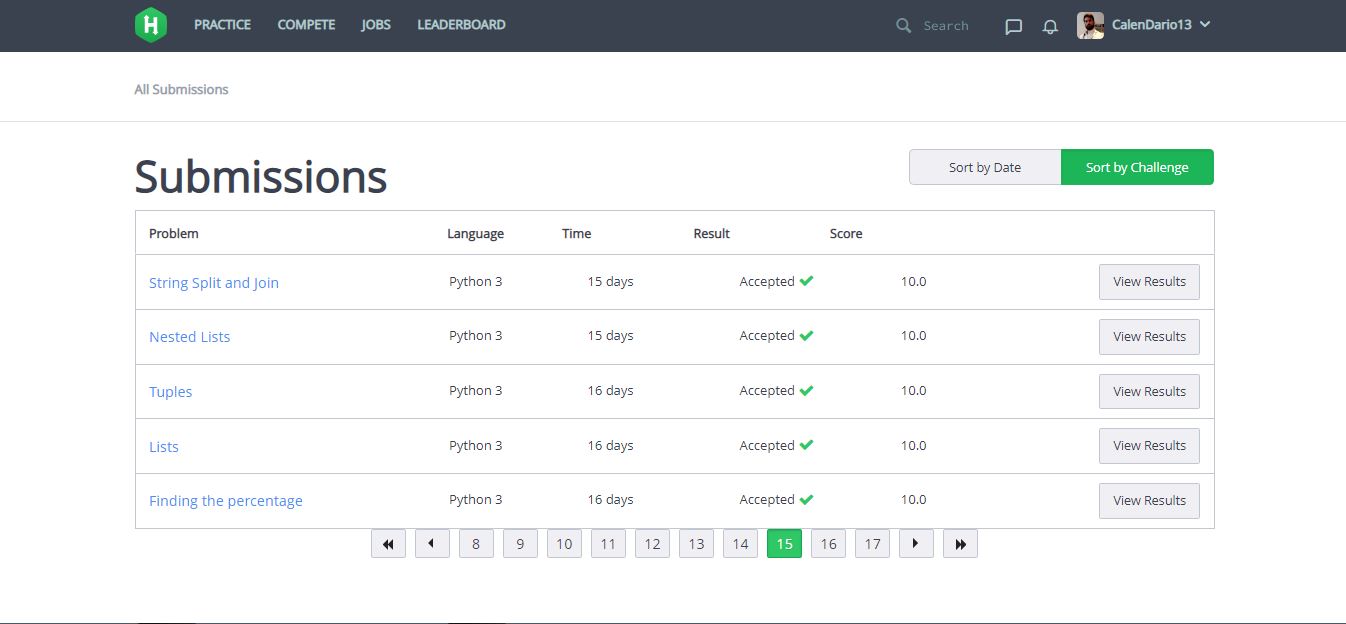 H PRACTICE COMPETE JOBS LEADERBOARD Search CalenDario13
All Submissions
Submissions
Sort by Date Sort by Challenge
Problem Language Time Result Score
String Split and Join Python 3 15 days Accepted 10.0 View Results
Nested Lists Python 3 15 days Accepted 10.0 View Results
Tuples Python 3 16 days Accepted 10.0 View Results
Lists Python 3 16 days Accepted 10.0 View Results
Finding the percentage Python 3 16 days Accepted 10.0 View Results
8 9 10 11 12 13 14 15 16 17